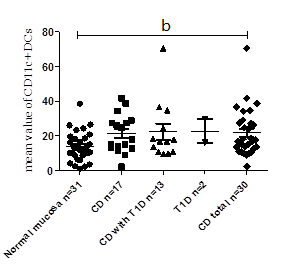 b
mean value of CD11c+DCs
80
60
40
20
0
Normal mucosa n=31
CD n=17
CD with T1D n=13
T1D n=2
CD total n=30